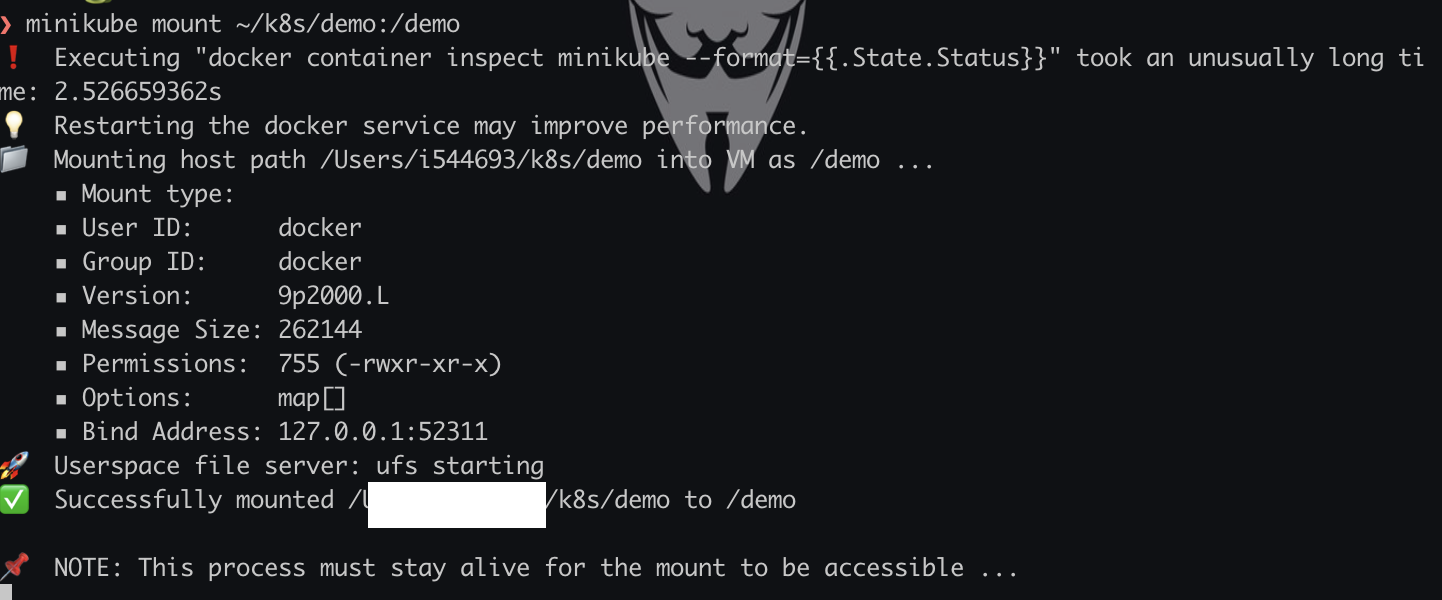 ❯ minikube mount ~/k8s/demo:/demo
❗ Executing "docker container inspect minikube --format={{.State.Status}}" took an unusually long ti
me: 2.526659362s
💡 Restarting the docker service may improve performance.
📁 Mounting host path /Users/i544693/k8s/demo into VM as /demo ...
▪ Mount type:
▪ User ID: docker
▪ Group ID: docker
▪ Version: 9p2000.L
▪ Message Size: 262144
▪ Permissions: 755 (-rwxr-xr-x)
▪ Options: map[]
▪ Bind Address: 127.0.0.1:52311
🚀 Userspace file server: ufs starting
✅ Successfully mounted / /k8s/demo to /demo
📌 NOTE: This process must stay alive for the mount to be accessible ...